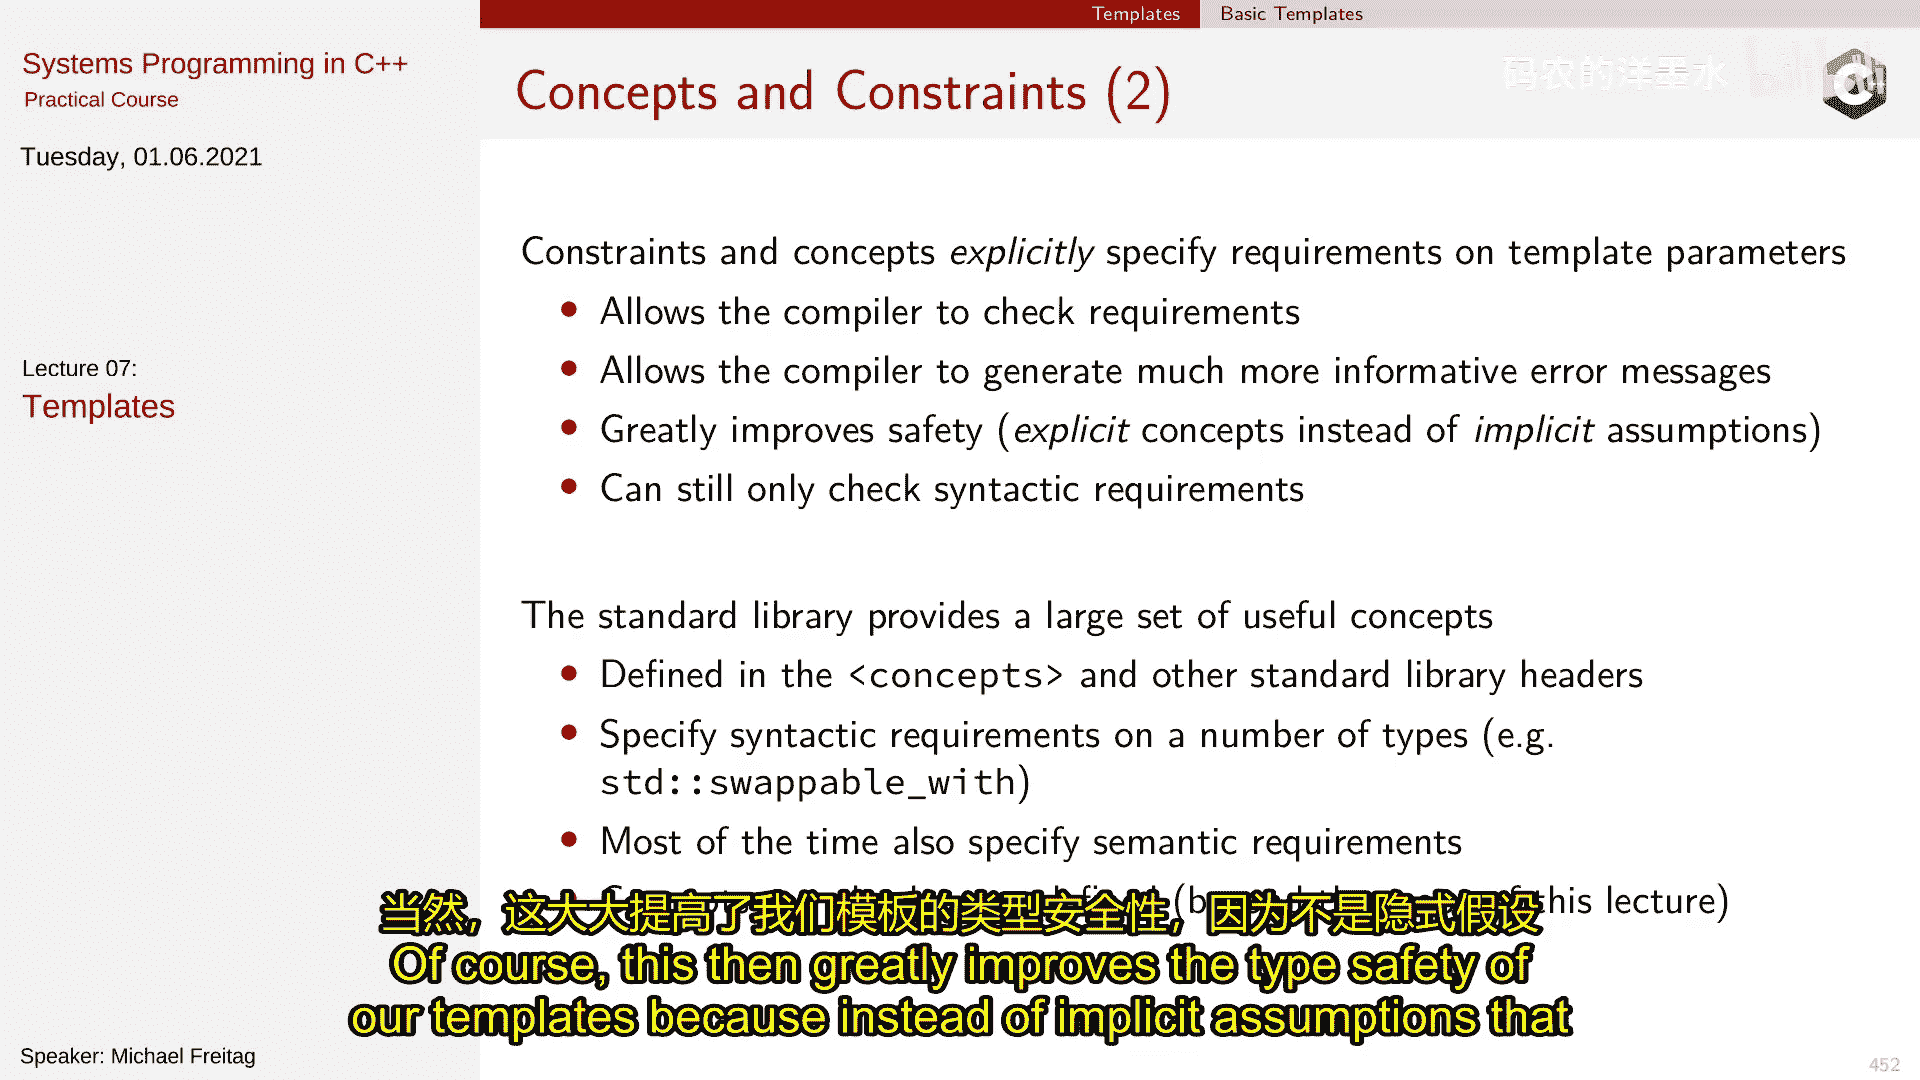 Templates
Basic Templates
Systems Programming in C++
Practical Course
Tuesday, 01.06.2021
Lecture 07:
Templates
Speaker: Michael Freitag
Concepts and Constraints (2)
码农的洋墨水
Constraints and concepts explicitly specify requirements on template parameters
• Allows the compiler to check requirements
• Allows the compiler to generate much more informative error messages
• Greatly improves safety (explicit concepts instead of implicit assumptions)
• Can still only check syntactic requirements
The standard library provides a large set of useful concepts
• Defined in the <concepts> and other standard library headers
• Specify syntactic requirements on a number of types (e.g.
std::swappable_with)
• Most of the time also specify semantic requirements
this lecture)
当然，这大大提高了我们模板的类型安全性，因为不是隐式假设
Of course, this then greatly improves the type safety of
our templates because instead of implicit assumptions that
452